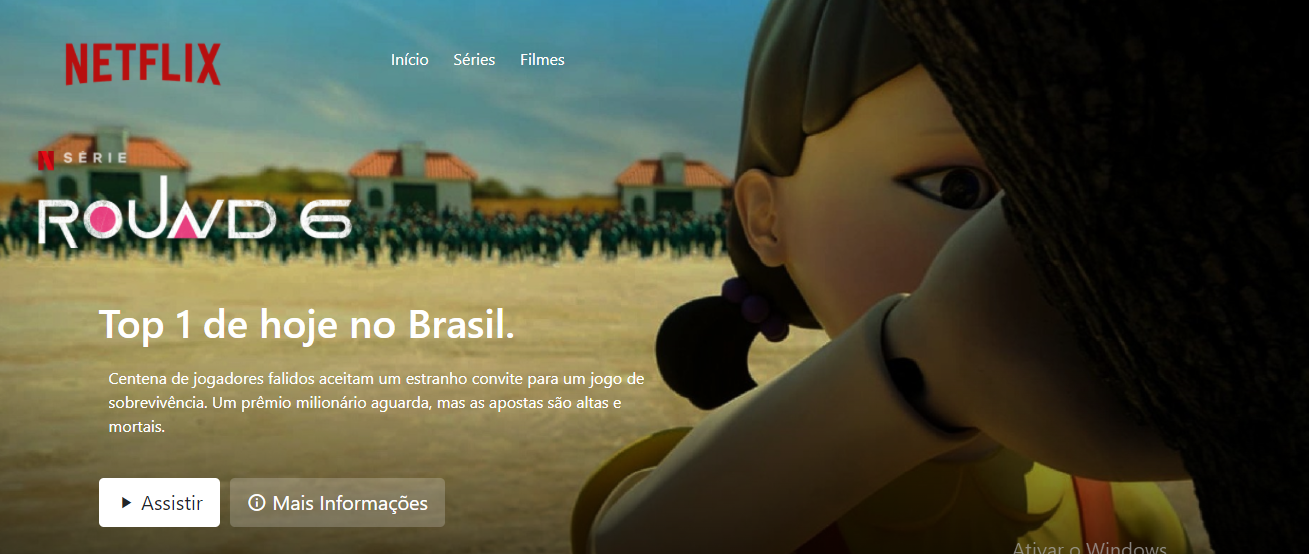 NETFLIX
Início Séries Filmes
N SÉRIE
ROUND 6
Top 1 de hoje no Brasil.
Centena de jogadores falidos aceitam um estranho convite para um jogo de
sobrevivência. Um prêmio milionário aguarda, mas as apostas são altas e
mortais.
Assistir Mais Informações
Ativar o Windows